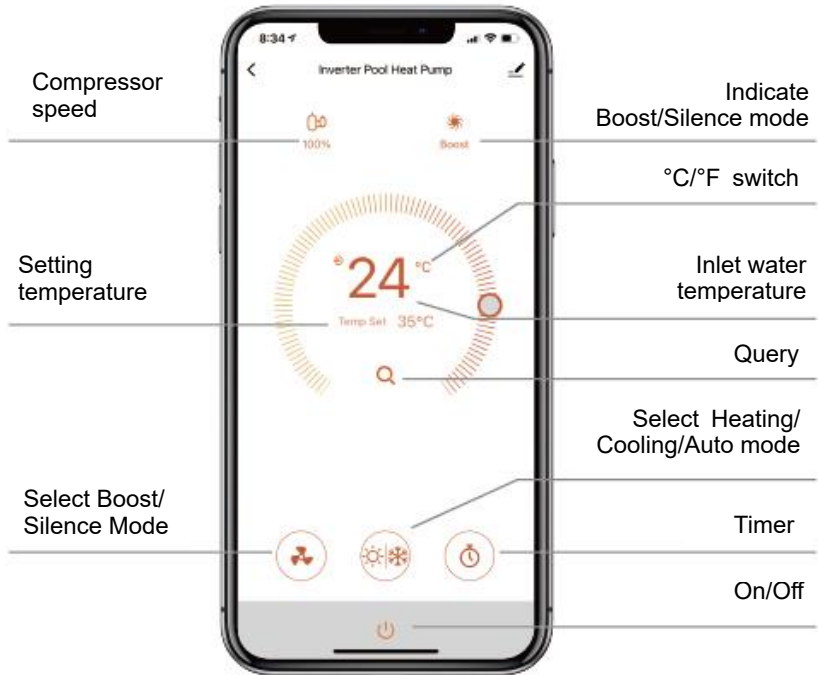 8:34
Inverter Pool Heat Pump
Compressor
speed
Indicate
Boost/Silence mode
100%
Boost
°C/°F switch
Setting
temperature
24 °C
Temp Set 35°C
Inlet water
temperature
Query
Select Heating/
Cooling/Auto mode
Select Boost/
Silence Mode
Timer
On/Off